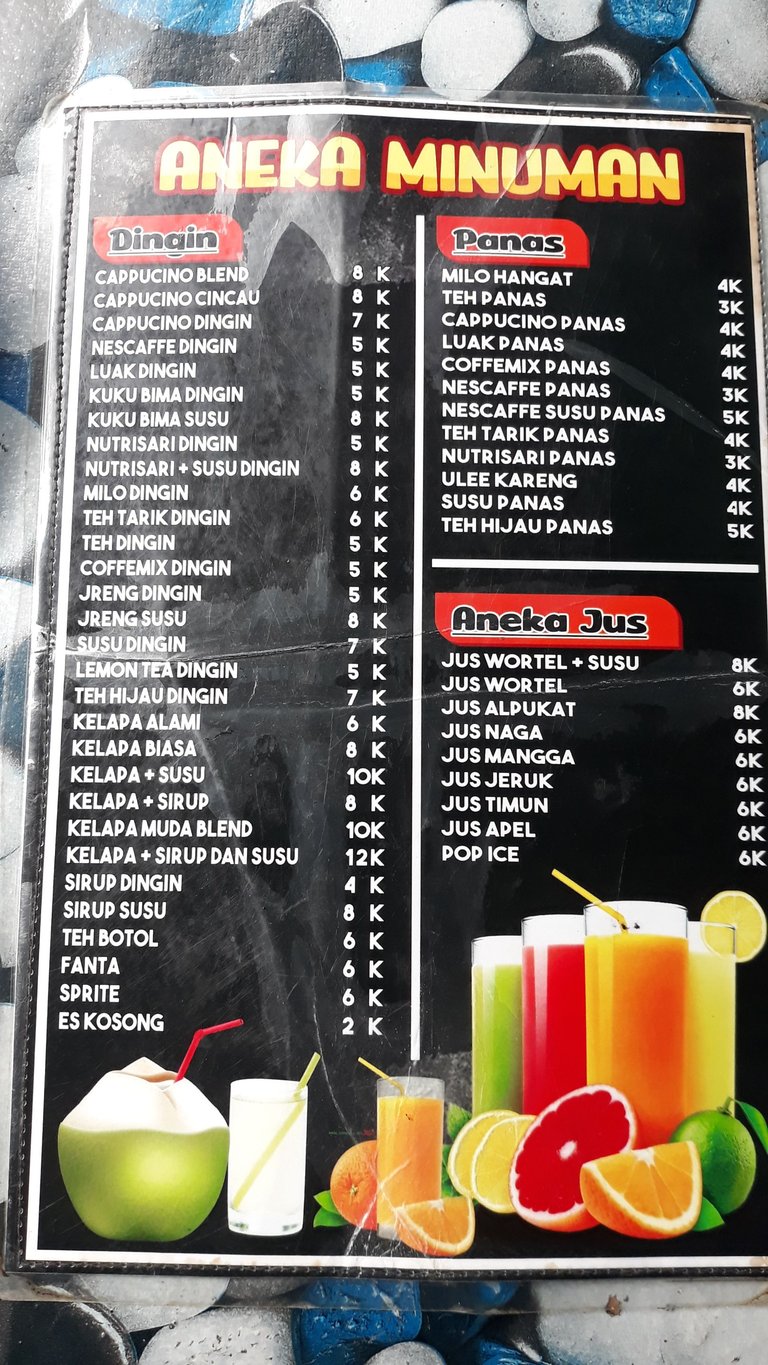 ANEKA MINUMAN
Dingin
CAPPUCINO BLEND 8 K
CAPPUCINO CINCAU 8 K
CAPPUCINO DINGIN 7 K
NESCAFFE DINGIN 5 K
LUAK DINGIN 5 K
KUKU BIMA DINGIN 5 K
KUKU BIMA SUSU 8 K
NUTRISARI DINGIN 5 K
NUTRISARI + SUSU DINGIN 8 K
MILO DINGIN 6 K
TEH TARIK DINGIN 6 K
TEH DINGIN 5 K
COFFEMIX DINGIN 5 K
JRENG DINGIN 5 K
JRENG SUSU 8 K
SUSU DINGIN 7 K
LEMON TEA DINGIN 5 K
TEH HIJAU DINGIN 7 K
KELAPA ALAMI 6 K
KELAPA BIASA 8 K
KELAPA + SUSU 10K
KELAPA + SIRUP 8 K
KELAPA MUDA BLEND 10K
KELAPA + SIRUP DAN SUSU 12K
SIRUP DINGIN 4 K
SIRUP SUSU 8 K
TEH BOTOL 6 K
FANTA 6 K
SPRITE 6 K
ES KOSONG 2 K
Panas
MILO HANGAT 4K
TEH PANAS 3K
CAPPUCINO PANAS 4K
LUAK PANAS 4K
COFFEMIX PANAS 4K
NESCAFFE PANAS 3K
NESCAFFE SUSU PANAS 5K
TEH TARIK PANAS 4K
NUTRISARI PANAS 3K
ULEE KARENG 4K
SUSU PANAS 4K
TEH HIJAU PANAS 5K
Aneka Jus
JUS WORTEL + SUSU 8K
JUS WORTEL 6K
JUS ALPUKAT 8K
JUS NAGA 6K
JUS MANGGA 6K
JUS JERUK 6K
JUS TIMUN 6K
JUS APEL 6K
POP ICE 6K